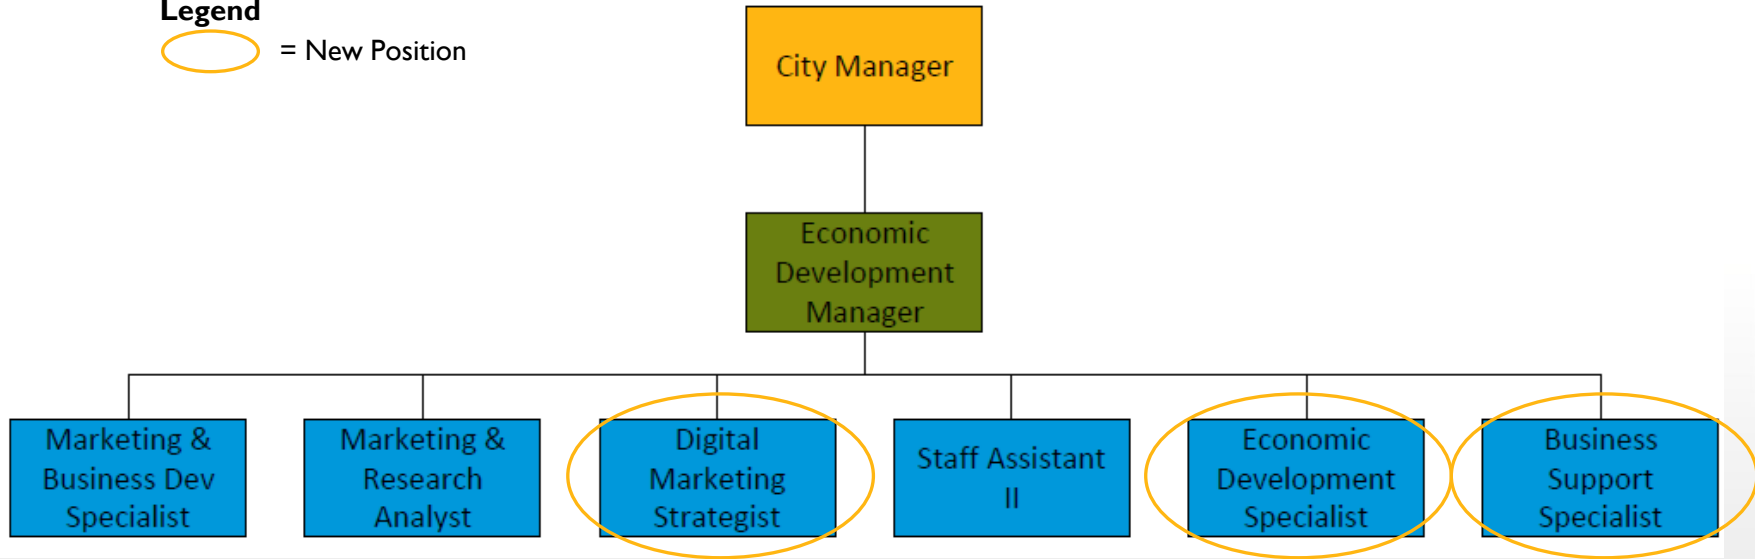 Legend
= New Position
City Manager
Economic
Development
Manager
Marketing &
Business Dev
Specialist
Marketing &
Research
Analyst
Digital
Marketing
Strategist
Staff Assistant
II
Economic
Development
Specialist
Business
Support
Specialist